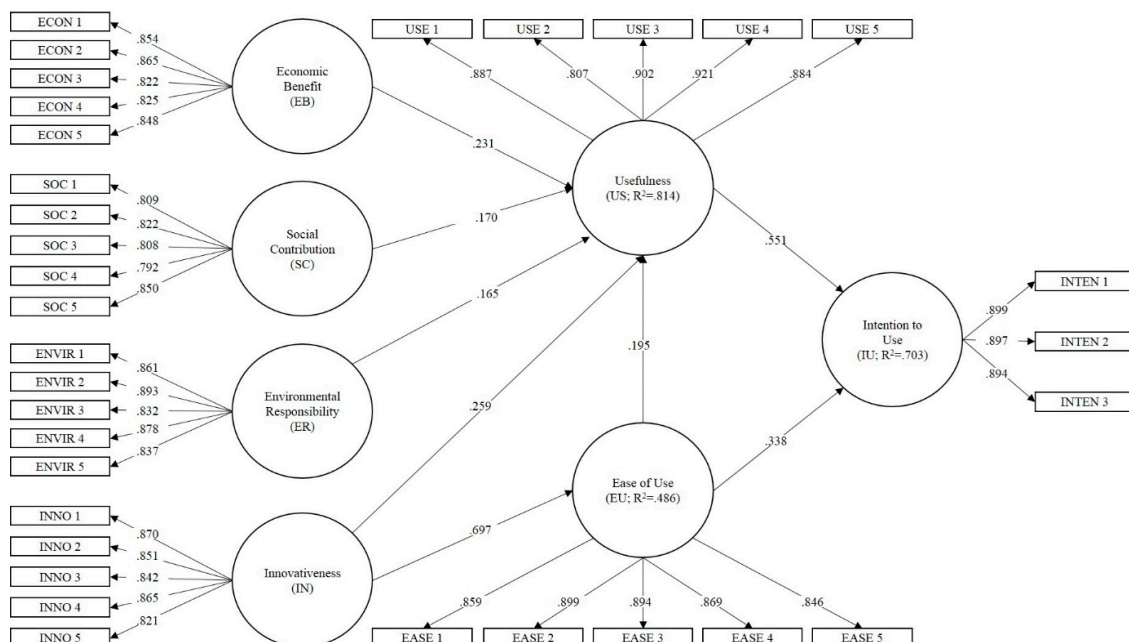 ECON 1
ECON 2
ECON 3
ECON 4
ECON 5
.854
.865
.822
.825
.848
Economic
Benefit
(EB)
USE 1
USE 2
USE 3
USE 4
USE 5
.887
.807
.902
.921
.884
.231
Usefulness
(US; R²=.814)
SOC 1
SOC 2
SOC 3
SOC 4
SOC 5
.809
.822
.808
.792
.850
Social
Contribution
(SC)
.170
.551
.165
ENVIR 1
ENVIR 2
ENVIR 3
ENVIR 4
ENVIR 5
.861
.893
.832
.878
.837
Environmental
Responsibility
(ER)
.195
.259
Intention to
Use
(IU; R²=.703)
.899
.897
.894
INTEN 1
INTEN 2
INTEN 3
.338
INNO 1
INNO 2
INNO 3
INNO 4
INNO 5
.870
.851
.842
.865
.821
Innovativeness
(IN)
.697
Ease of Use
(EU; R²=.486)
.859
.899
.894
.869
.846
EASE 1
EASE 2
EASE 3
EASE 4
EASE 5